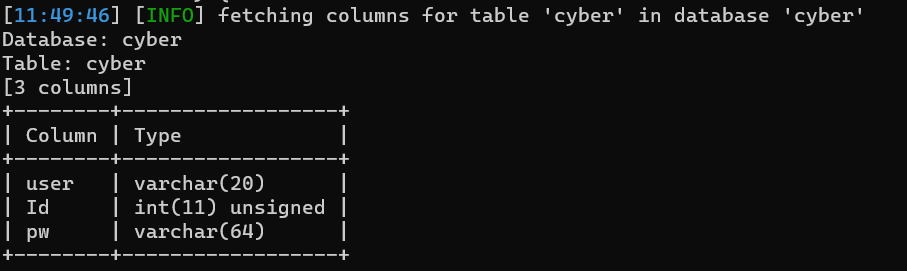 [11:49:46] [INFO] fetching columns for table 'cyber' in database 'cyber'
Database: cyber
Table: cyber
[3 columns]
+--------+------------------+
| Column | Type             |
+--------+------------------+
| user   | varchar(20)      |
| Id     | int(11) unsigned |
| pw     | varchar(64)      |
+--------+------------------+